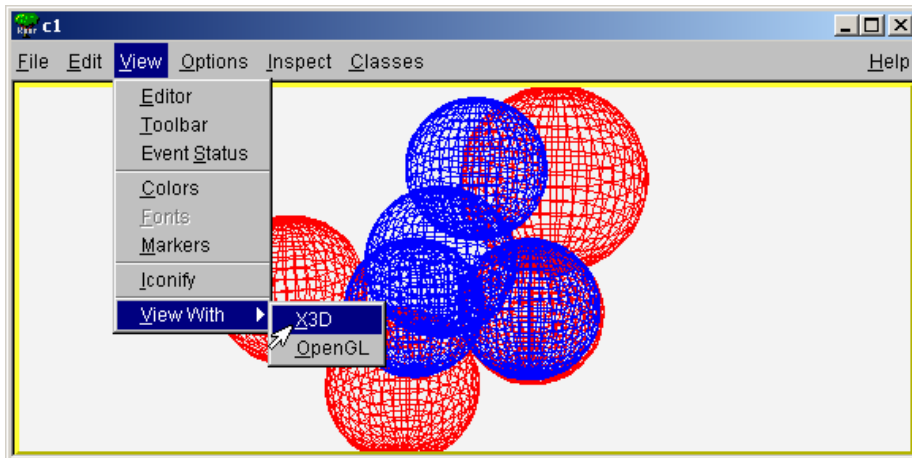 c1
File Edit View Options Inspect Classes Help
Editor
Toolbar
Event Status
Colors
Fonts
Markers
Iconify
View With
X3D
OpenGL